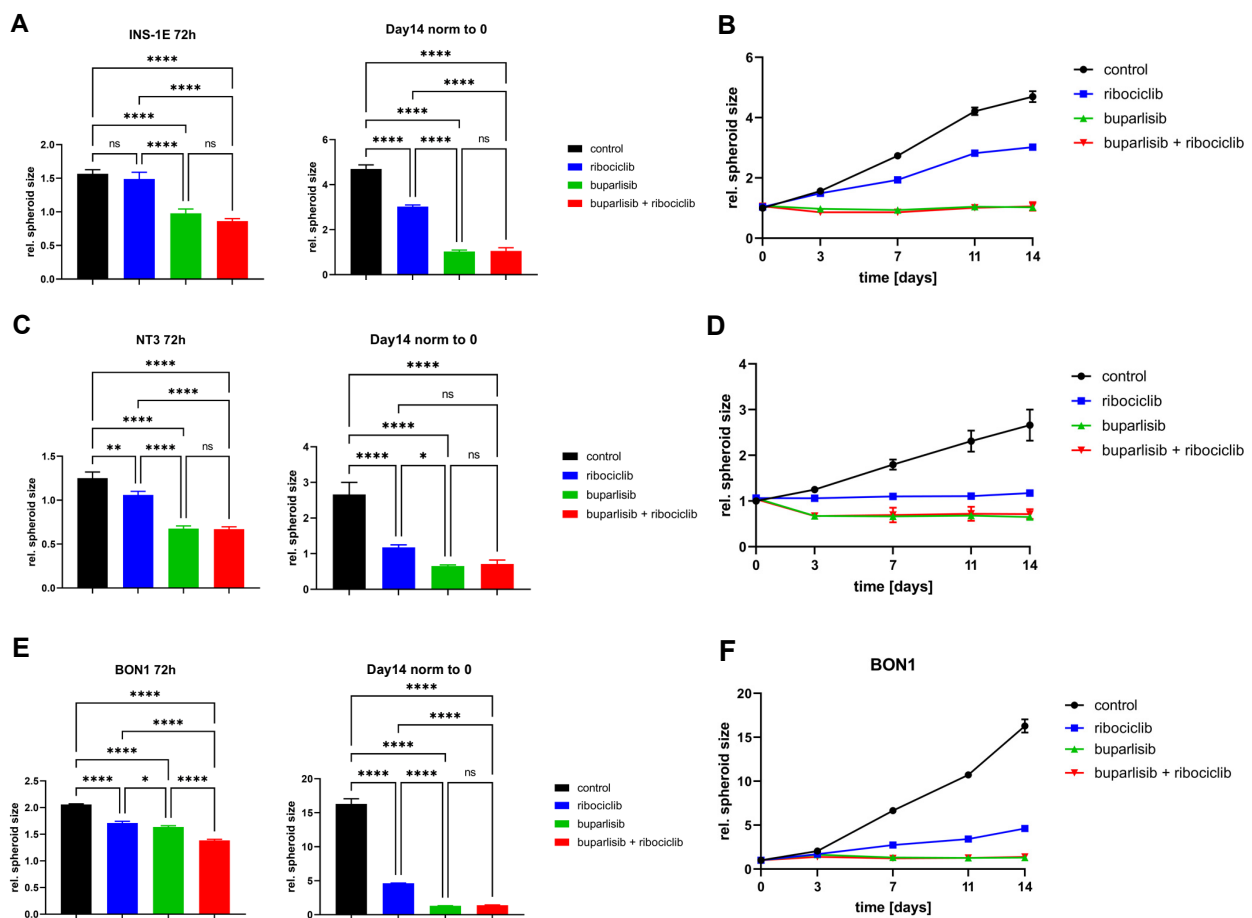 A
INS-1E 72h
****
****
****
ns
****
ns
rel. spheroid size
2.0
1.5
1.0
0.5
0.0
Day14 norm to 0
****
****
****
****
****
ns
rel. spheroid size
6
4
2
0
control
ribociclib
buparlisib
buparlisib + ribociclib
B
rel. spheroid size
6
4
2
0
0
3
7
11
14
time [days]
control
ribociclib
buparlisib
buparlisib + ribociclib
C
NT3 72h
****
****
****
**
****
ns
rel. spheroid size
1.5
1.0
0.5
0.0
Day14 norm to 0
****
ns
****
****
*
ns
rel. spheroid size
4
3
2
1
0
control
ribociclib
buparlisib
buparlisib + ribociclib
D
rel. spheroid size
4
3
2
1
0
0
3
7
11
14
time [days]
control
ribociclib
buparlisib
buparlisib + ribociclib
E
BON1 72h
****
****
****
****
*
****
rel. spheroid size
2.5
2.0
1.5
1.0
0.5
0.0
Day14 norm to 0
****
****
****
****
****
ns
rel. spheroid size
20
15
10
5
0
control
ribociclib
buparlisib
buparlisib + ribociclib
F
BON1
rel. spheroid size
20
15
10
5
0
0
3
7
11
14
time [days]
control
ribociclib
buparlisib
buparlisib + ribociclib